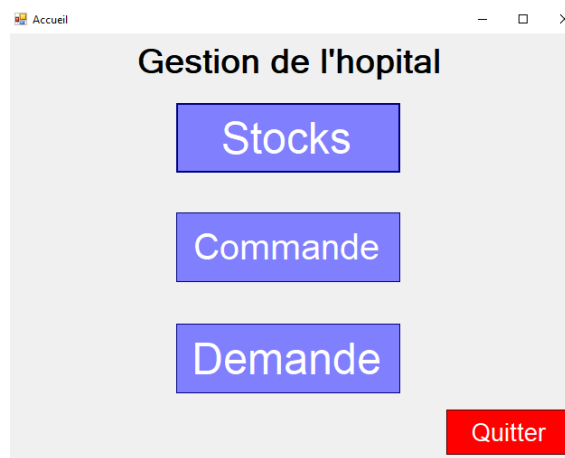 Accueil
Gestion de l'hopital
Stocks
Commande
Demande
Quitter